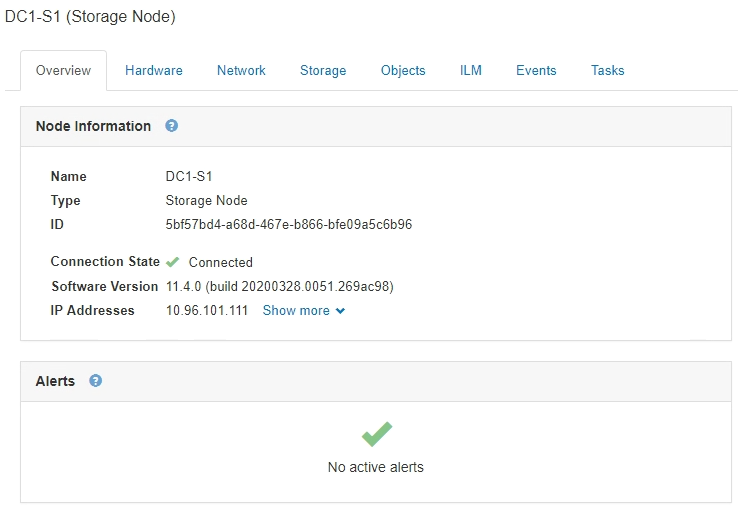 DC1-S1 (Storage Node)
Overview Hardware Network Storage Objects ILM Events Tasks
Node Information ?
Name DC1-S1
Type Storage Node
ID 5bf57bd4-a68d-467e-b866-bfe09a5c6b96
Connection State Connected
Software Version 11.4.0 (build 20200328.0051.269ac98)
IP Addresses 10.96.101.111 Show more
Alerts ?
No active alerts